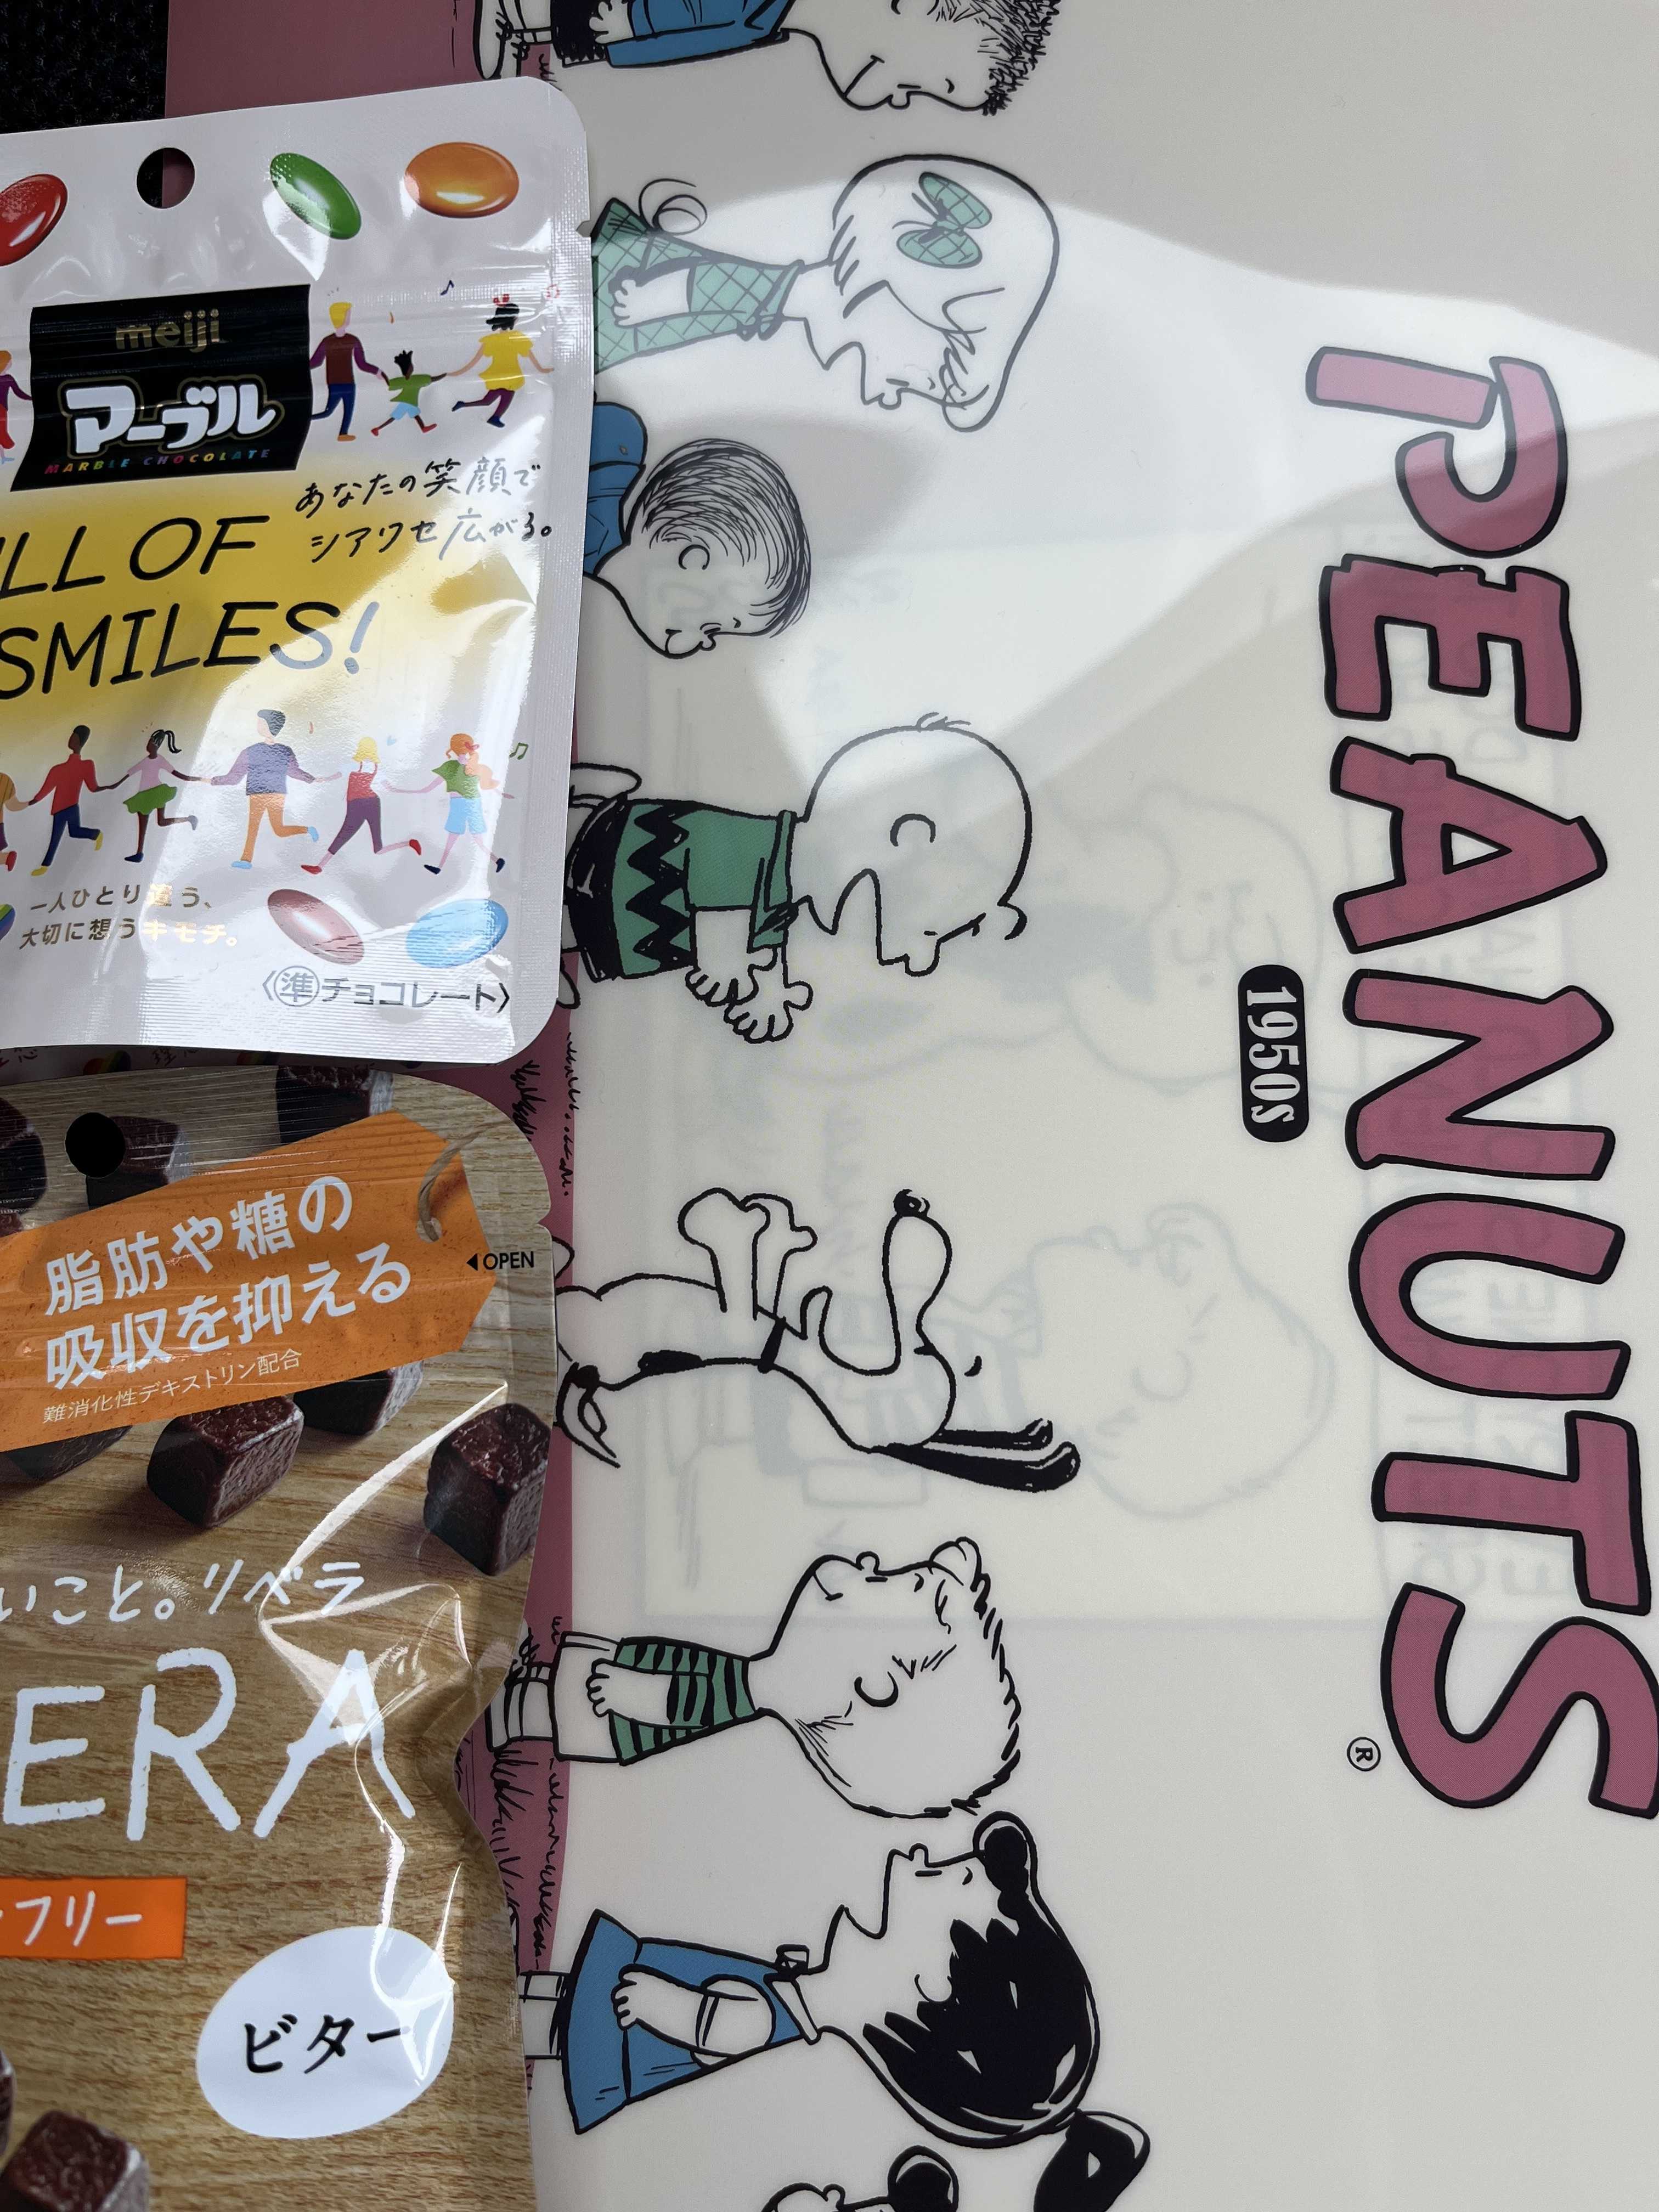 meiji
マーブル
MARBLE CHOCOLATE
あなたの笑顔で
シアワセ広がる。
LL OF
SMILES!
一人ひとり違う、
大切に想うキモチ。
〈準チョコレート〉
脂肪や糖の
吸収を抑える
難消化性デキストリン配合
OPEN
いこと。リベラ
ERA
フリー
ビター
PEANUTS
®
1950s